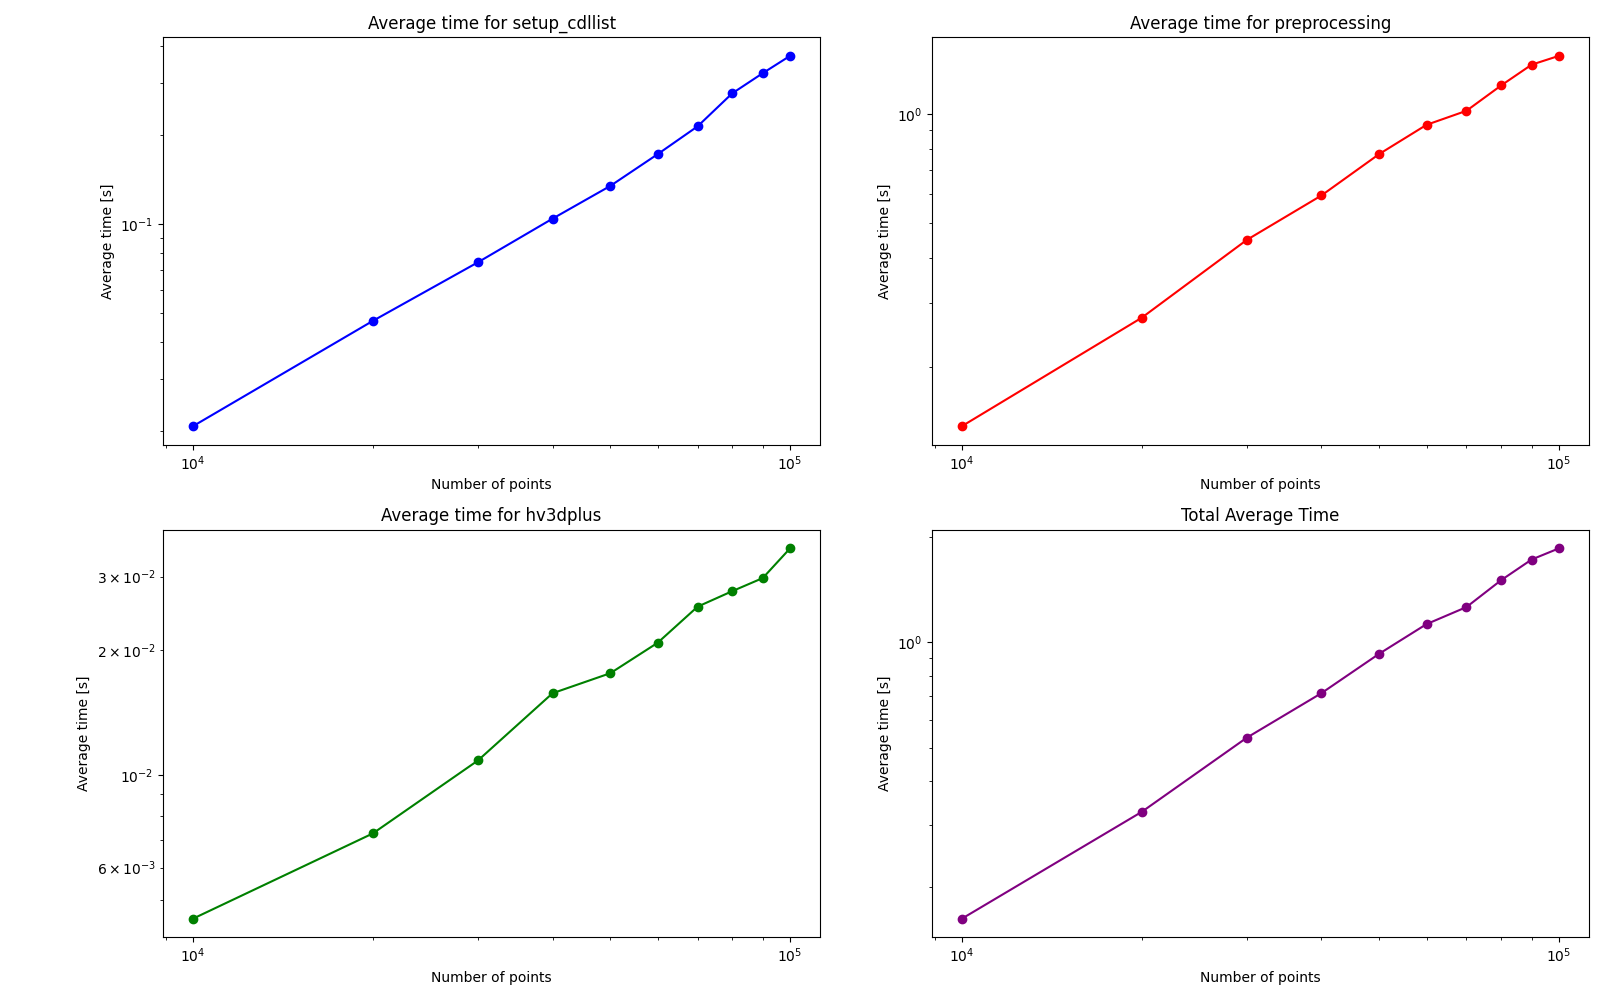 Average time for setup_cdllist
Average time [s]
10^-1
10^4
10^5
Number of points
Average time for preprocessing
Average time [s]
10^0
10^4
10^5
Number of points
Average time for hv3dplus
Average time [s]
3 × 10^-2
2 × 10^-2
10^-2
6 × 10^-3
10^4
10^5
Number of points
Total Average Time
Average time [s]
10^0
10^4
10^5
Number of points